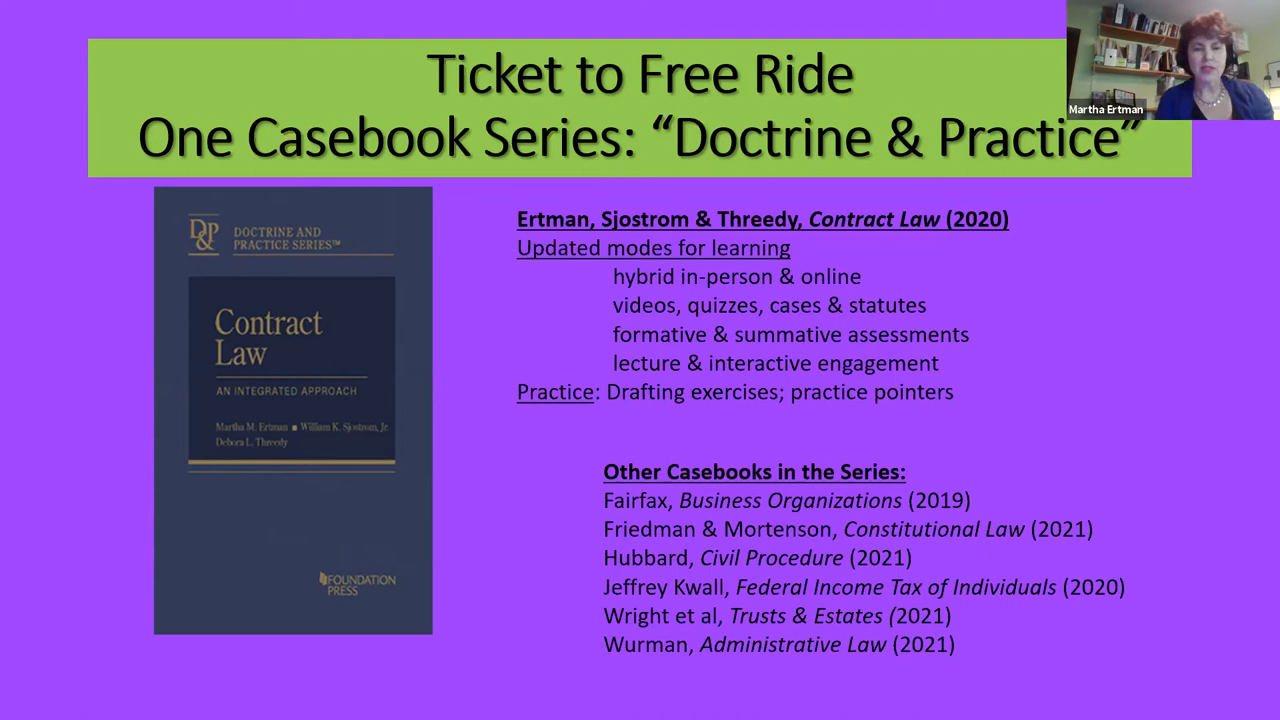 Ticket to Free Ride
One Casebook Series: “Doctrine & Practice”
Martha Ertman
D&P
DOCTRINE AND
PRACTICE SERIES™
Contract
Law
AN INTEGRATED APPROACH
Martha M. Ertman ■ William K. Sjostrom, Jr.
Debora L. Threedy
FOUNDATION
PRESS
Ertman, Sjostrom & Threedy, Contract Law (2020)
Updated modes for learning
hybrid in-person & online
videos, quizzes, cases & statutes
formative & summative assessments
lecture & interactive engagement
Practice: Drafting exercises; practice pointers
Other Casebooks in the Series:
Fairfax, Business Organizations (2019)
Friedman & Mortenson, Constitutional Law (2021)
Hubbard, Civil Procedure (2021)
Jeffrey Kwall, Federal Income Tax of Individuals (2020)
Wright et al, Trusts & Estates (2021)
Wurman, Administrative Law (2021)